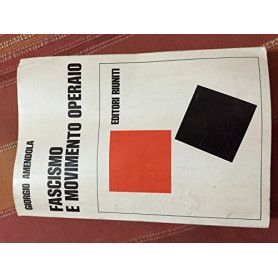 GIORGIO AMENDOLA
FASCISMO
E MOVIMENTO OPERAIO
EDITORI RIUNITI